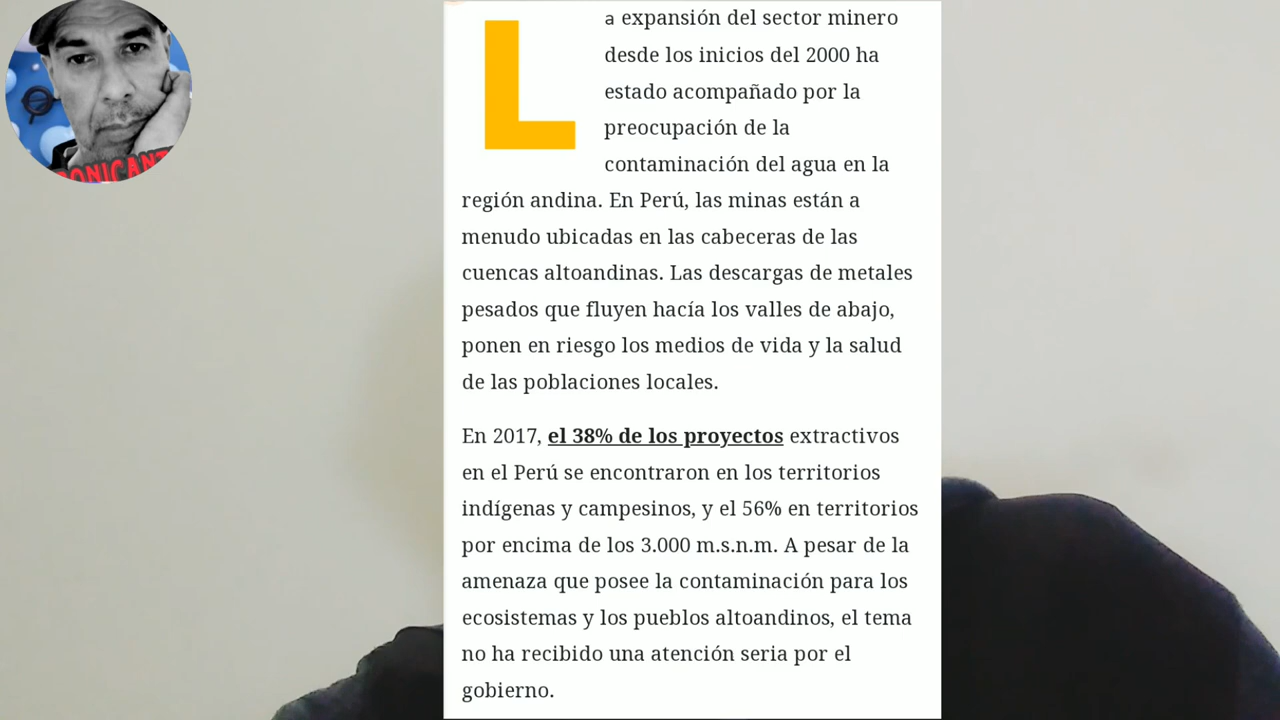 La expansión del sector minero
desde los inicios del 2000 ha
estado acompañado por la
preocupación de la
contaminación del agua en la
región andina. En Perú, las minas están a
menudo ubicadas en las cabeceras de las
cuencas altoandinas. Las descargas de metales
pesados que fluyen hacía los valles de abajo,
ponen en riesgo los medios de vida y la salud
de las poblaciones locales.
En 2017, el 38% de los proyectos extractivos
en el Perú se encontraron en los territorios
indígenas y campesinos, y el 56% en territorios
por encima de los 3.000 m.s.n.m. A pesar de la
amenaza que posee la contaminación para los
ecosistemas y los pueblos altoandinos, el tema
no ha recibido una atención seria por el
gobierno.